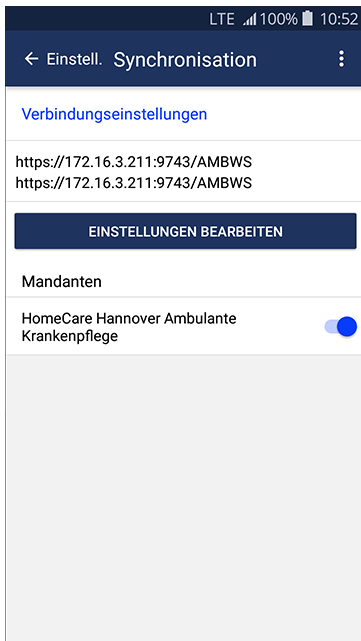 LTE 100% 10:52
Einstell. Synchronisation
Verbindungseinstellungen
https://172.16.3.211:9743/AMBWS
https://172.16.3.211:9743/AMBWS
EINSTELLUNGEN BEARBEITEN
Mandanten
HomeCare Hannover Ambulante
Krankenpflege